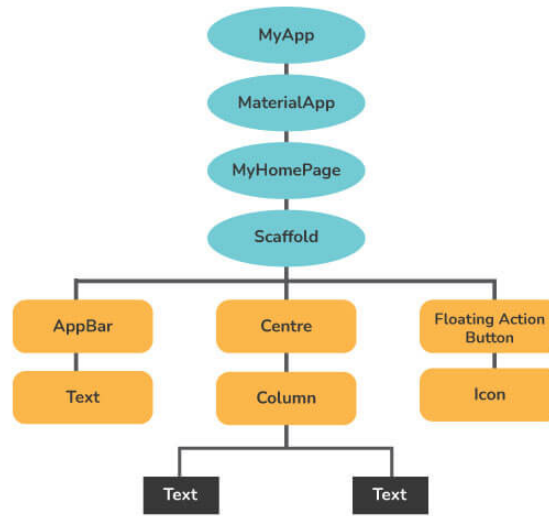 MyApp
MaterialApp
MyHomePage
Scaffold
AppBar
Centre
Floating Action
Button
Text
Column
Icon
Text
Text